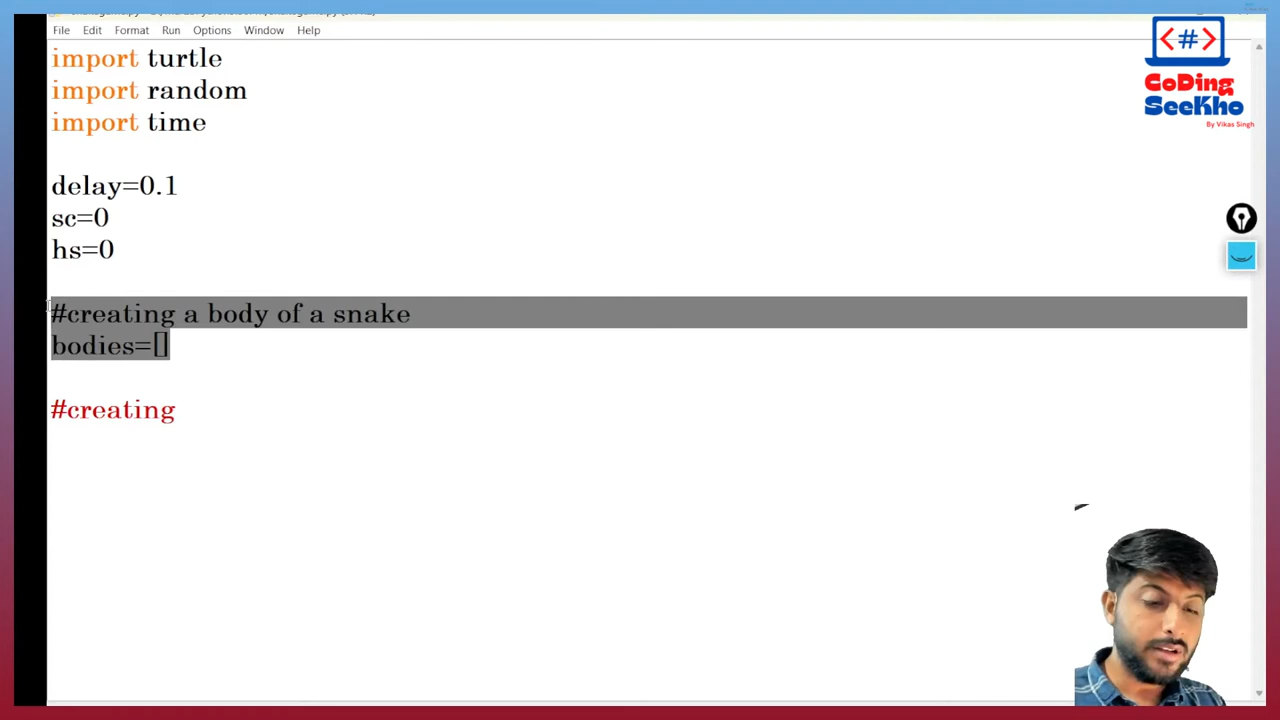 File Edit Format Run Options Window Help
import turtle
import random
import time
delay=0.1
sc=0
hs=0
#creating a body of a snake
bodies=[]
#creating
<#>
CoDing
SeeKho
By Vikas Singh